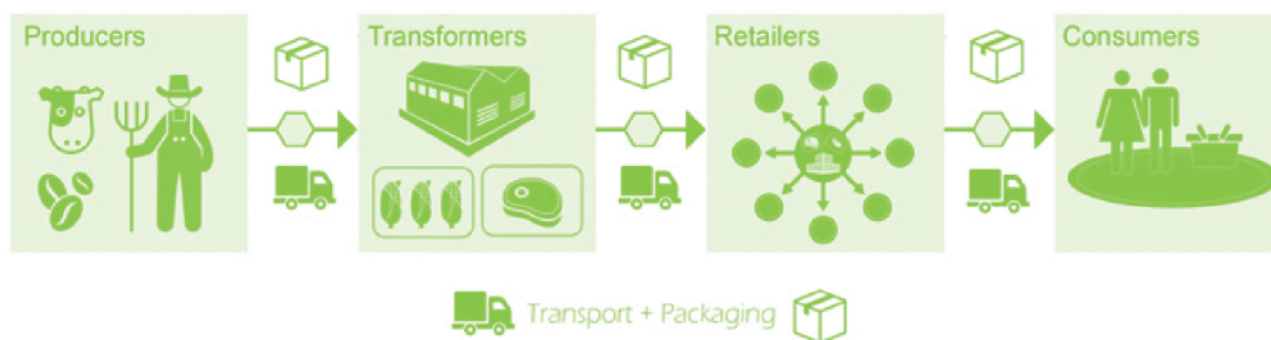 Producers
Transformers
Retailers
Consumers
Transport + Packaging